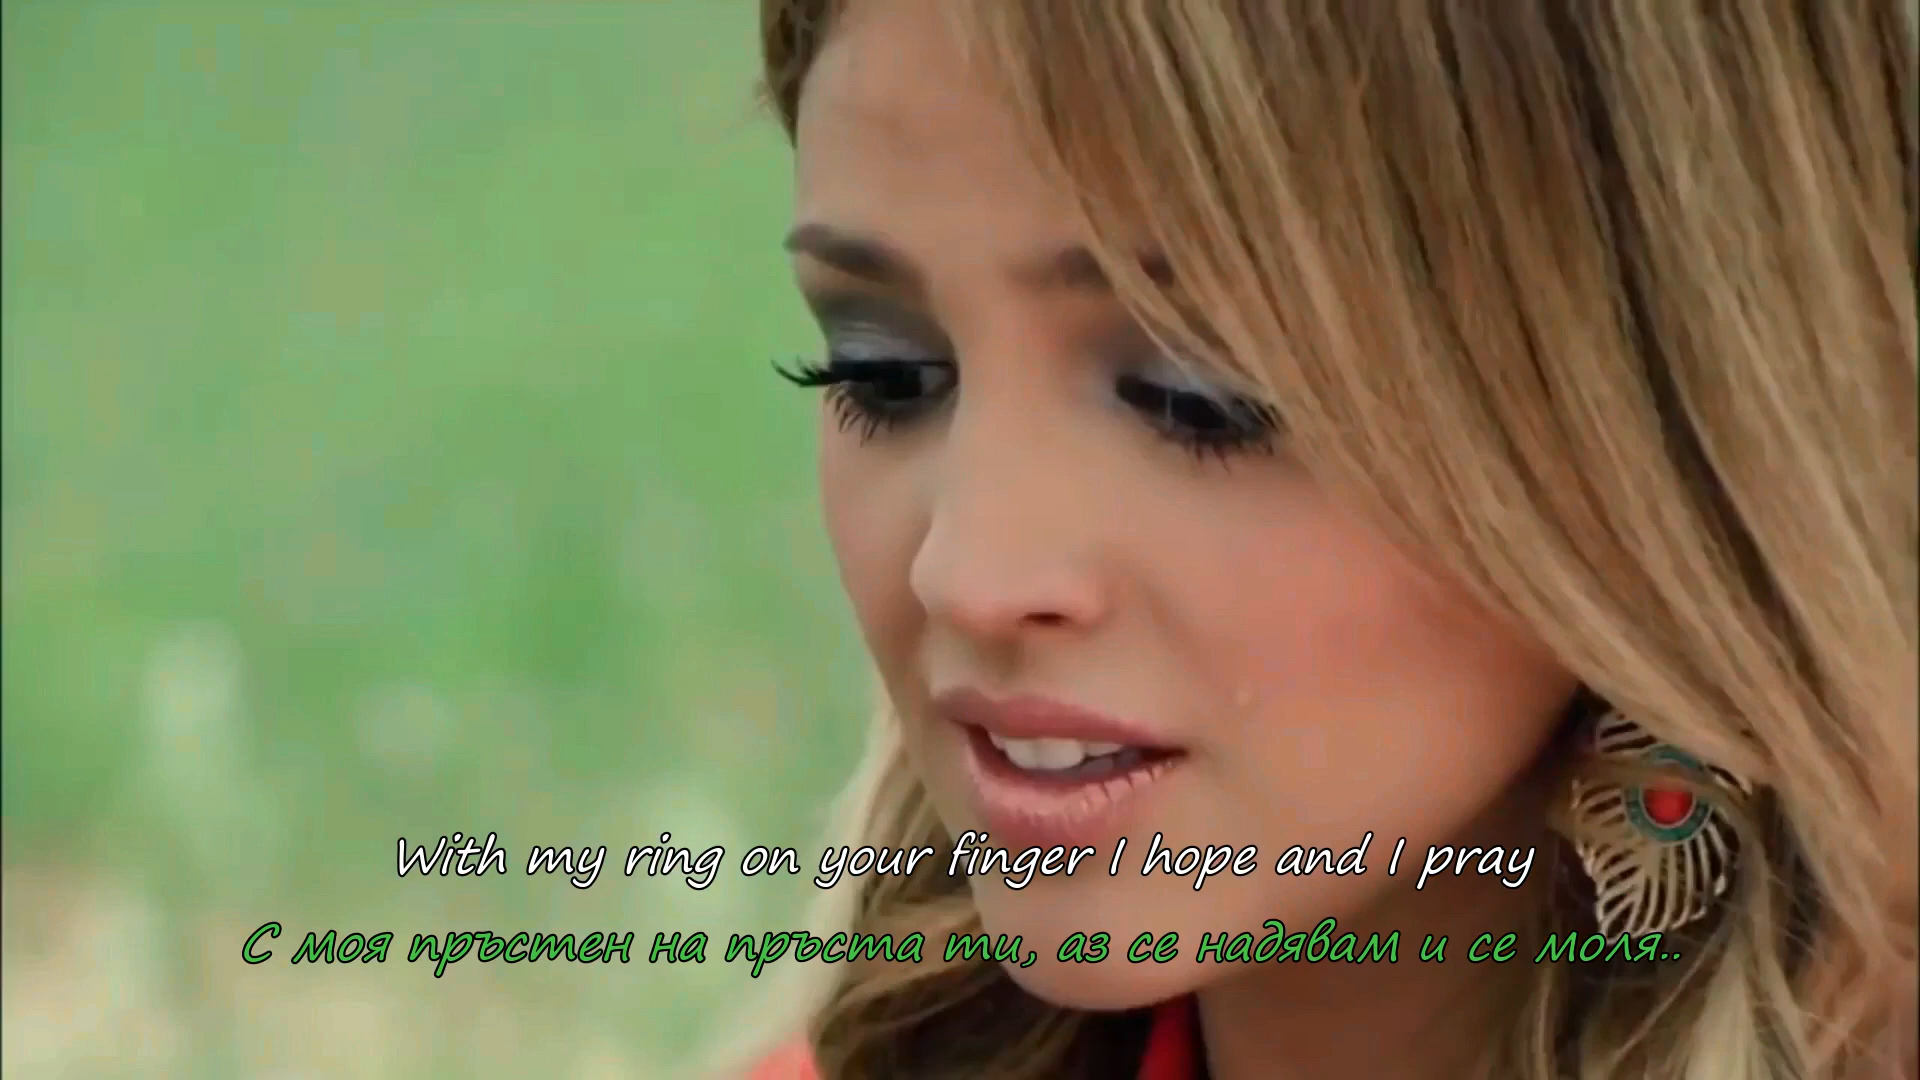 With my ring on your finger I hope and I pray
С моя пръстен на пръста ти, аз се надявам и се моля..